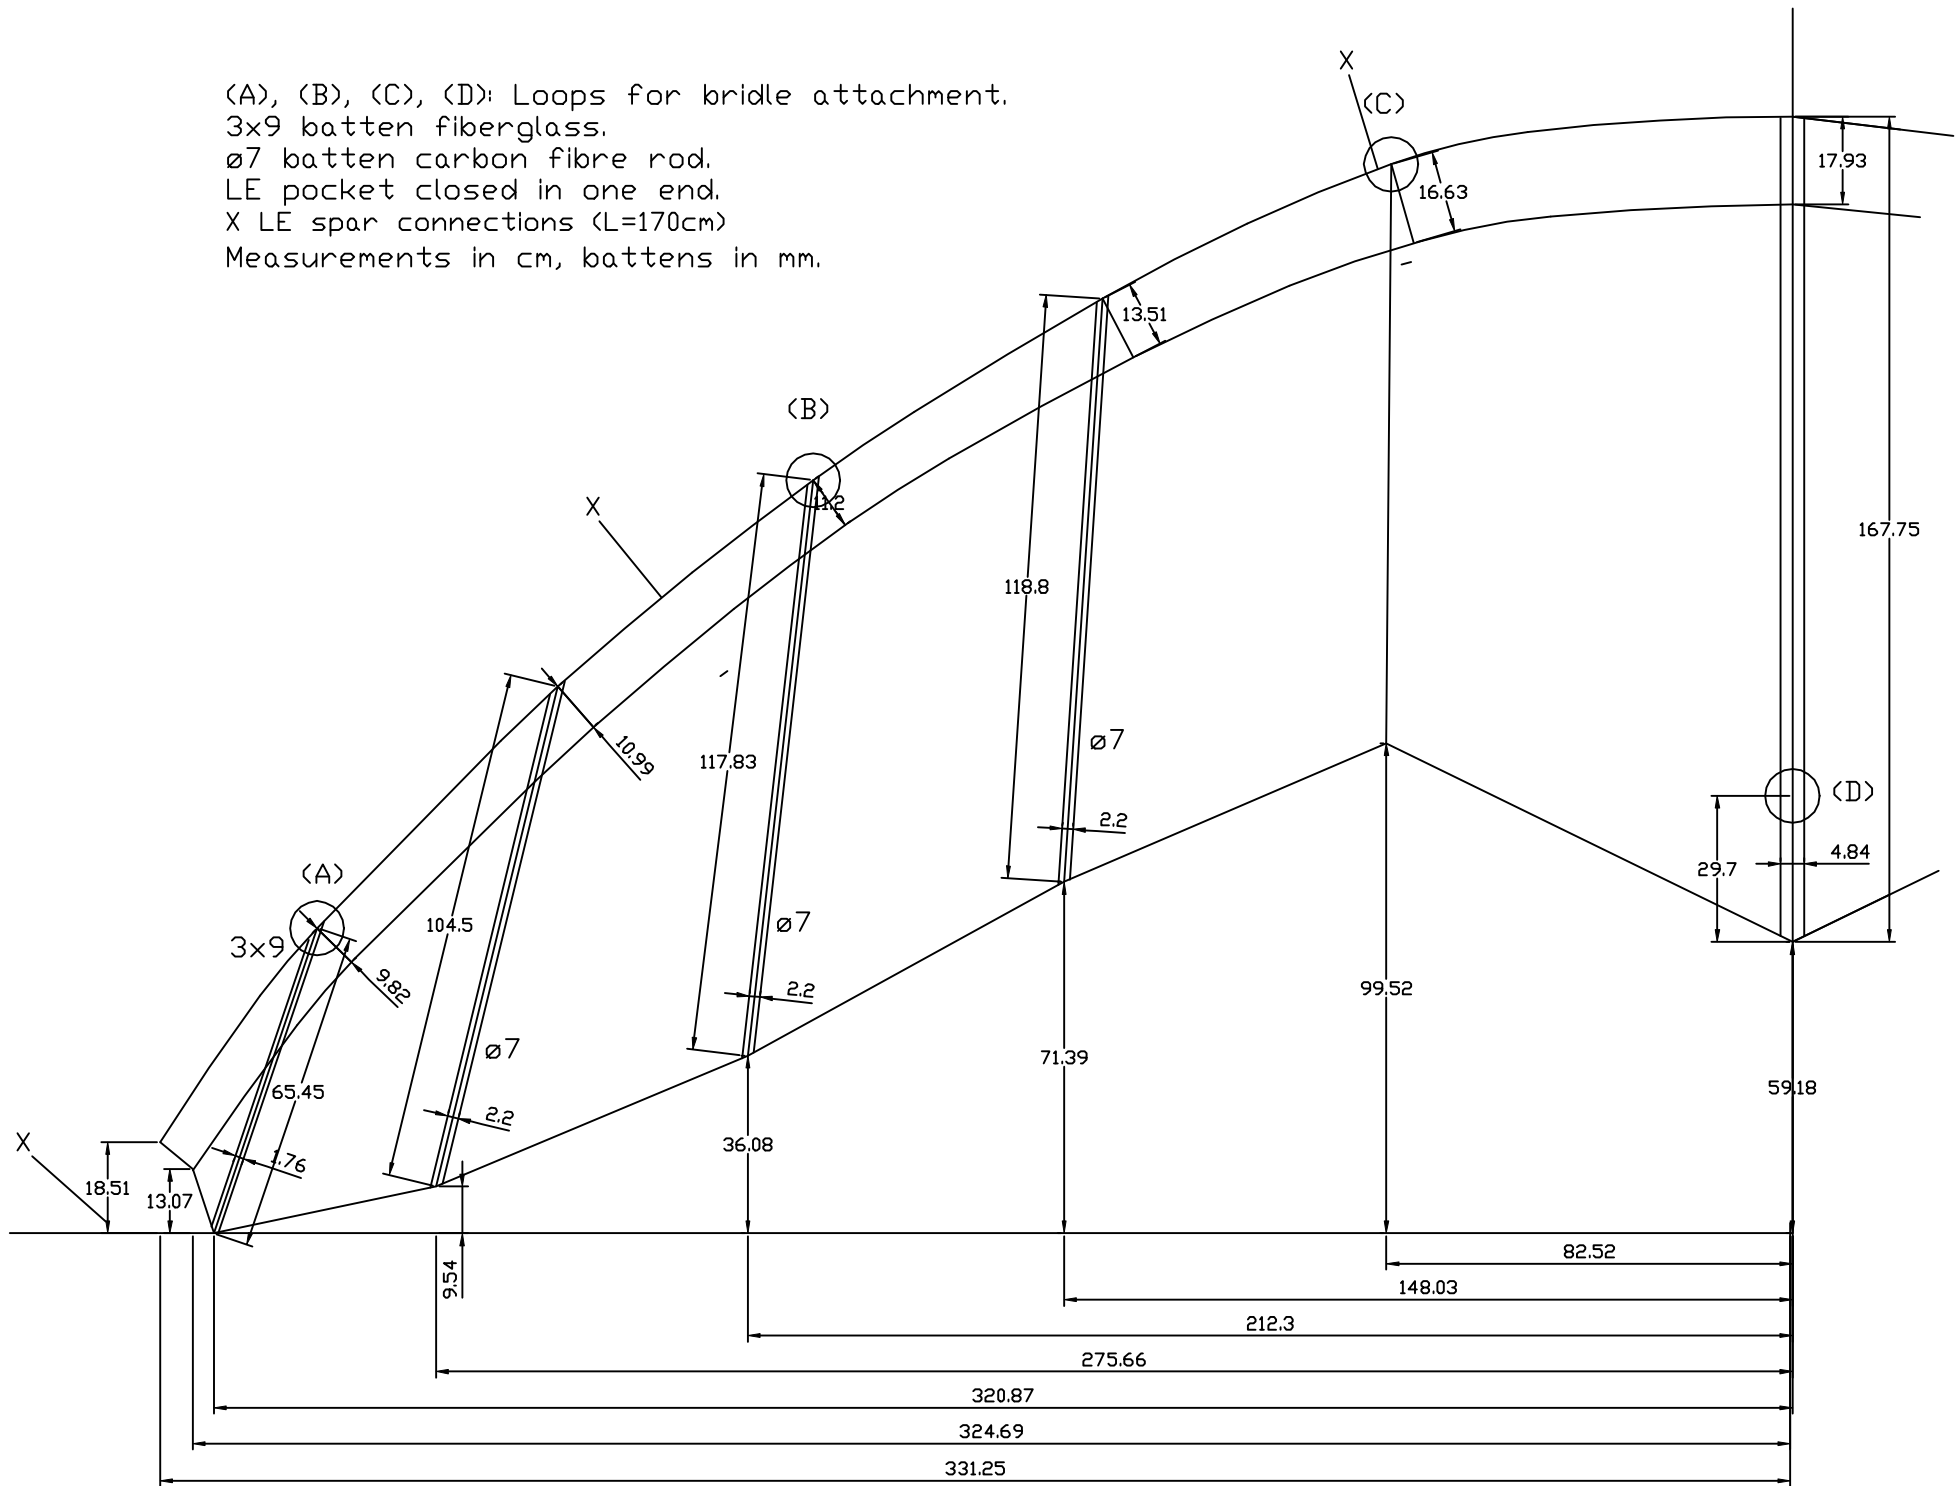 (A), (B), (C), (D): Loops for bridle attachment.
3x9 batten fiberglass.
ø7 batten carbon fibre rod.
LE pocket closed in one end.
X LE spar connections (L=170cm)
Measurements in cm, battens in mm.
X
(C)
17.93
16.63
13.51
(B)
11.2
X
167.75
118.8
10.99
117.83
ø7
(D)
2.2
4.84
29.7
(A)
3x9
104.5
ø7
9.82
2.2
99.52
ø7
71.39
65.45
59.18
2.2
36.08
X
1.76
18.51
13.07
9.54
82.52
148.03
212.3
275.66
320.87
324.69
331.25